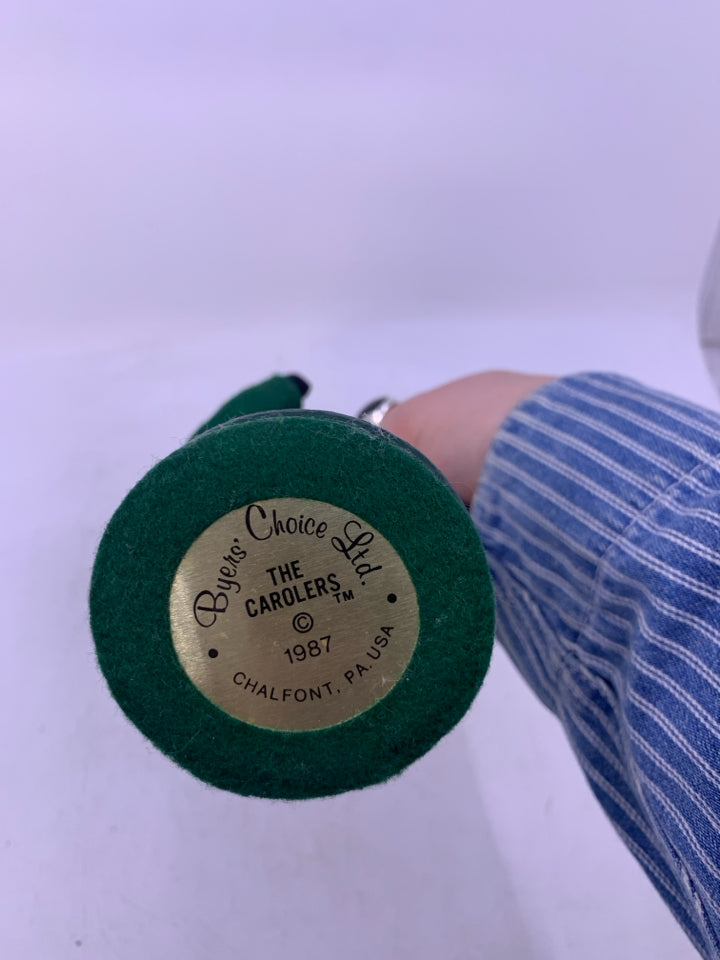 Byers' Choice Ltd.
THE
CAROLERS™
©
1987
• CHALFONT, PA. USA •